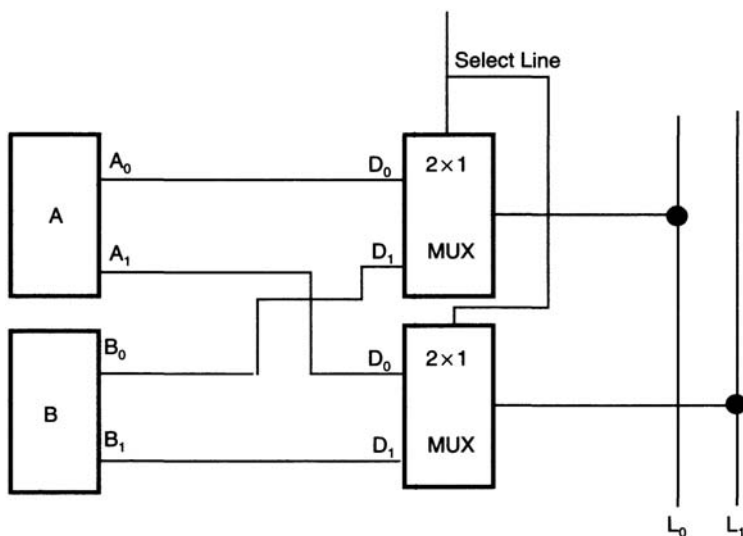 Select Line
A₀
D₀
2×1
A
A₁
D₁
MUX
B₀
D₀
2×1
B
B₁
D₁
MUX
L₀
L₁